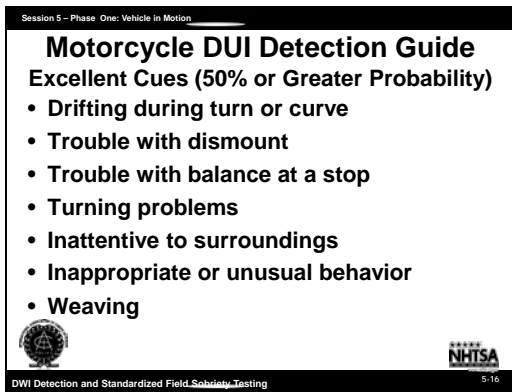 Session 5 – Phase One: Vehicle in Motion
Motorcycle DUI Detection Guide
Excellent Cues (50% or Greater Probability)
• Drifting during turn or curve
• Trouble with dismount
• Trouble with balance at a stop
• Turning problems
• Inattentive to surroundings
• Inappropriate or unusual behavior
• Weaving
NHTSA
DWI Detection and Standardized Field Sobriety Testing
5-16